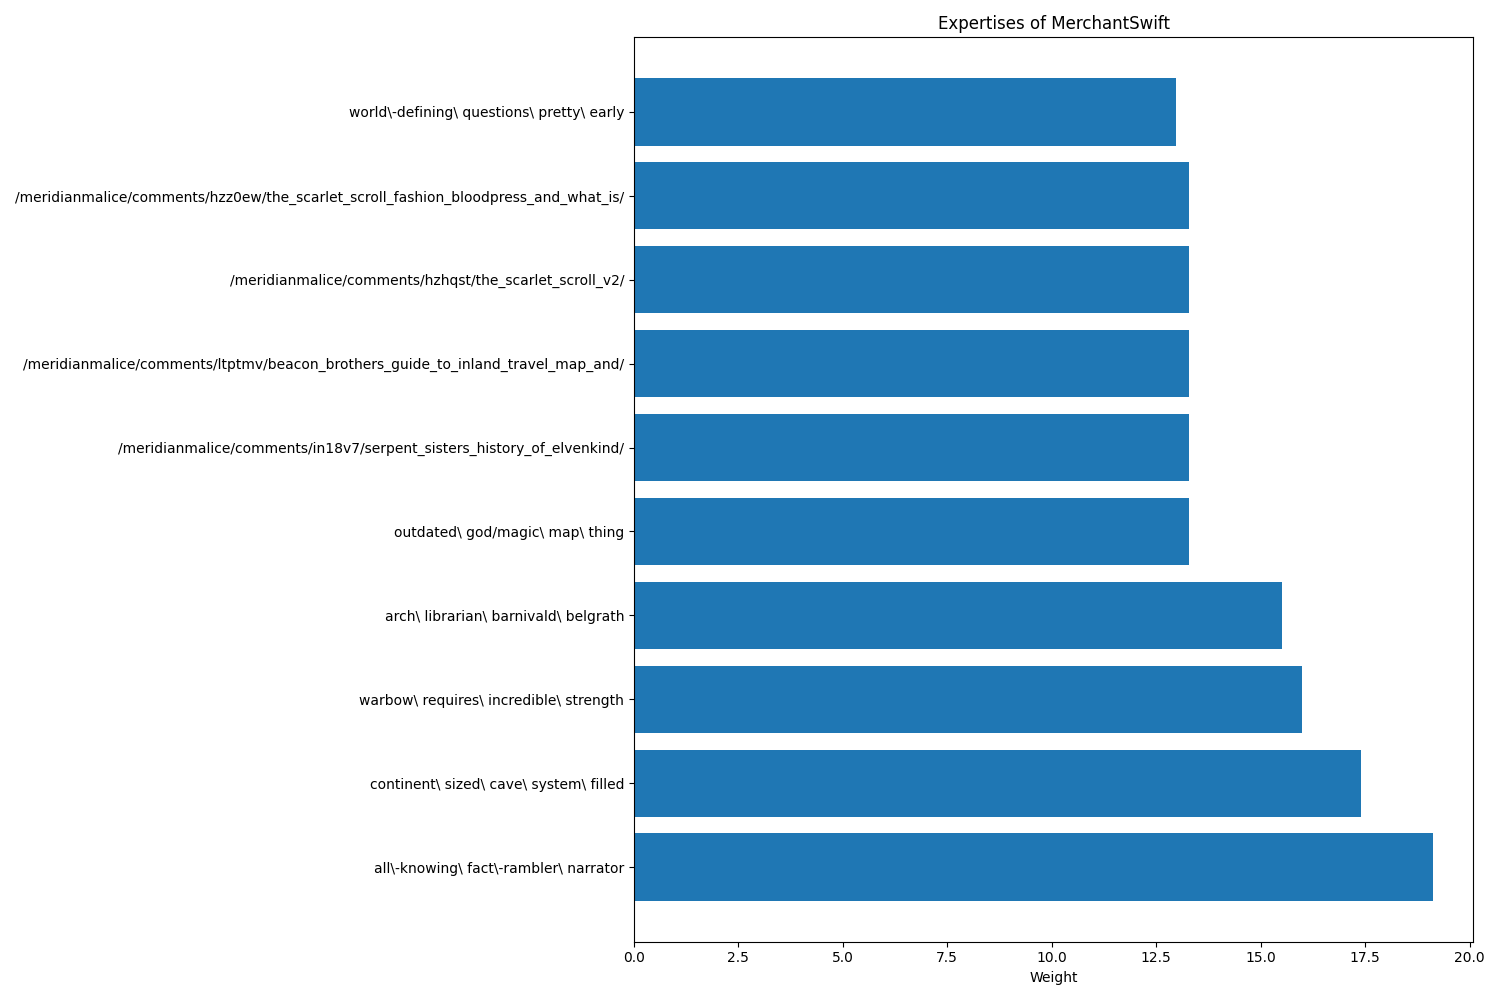 Expertises of MerchantSwift
world\-defining\ questions\ pretty\ early
/meridianmalice/comments/hzz0ew/the_scarlet_scroll_fashion_bloodpress_and_what_is/
/meridianmalice/comments/hzhqst/the_scarlet_scroll_v2/
/meridianmalice/comments/ltptmv/beacon_brothers_guide_to_inland_travel_map_and/
/meridianmalice/comments/in18v7/serpent_sisters_history_of_elvenkind/
outdated\ god/magic\ map\ thing
arch\ librarian\ barnivald\ belgrath
warbow\ requires\ incredible\ strength
continent\ sized\ cave\ system\ filled
all\-knowing\ fact\-rambler\ narrator
0.0 2.5 5.0 7.5 10.0 12.5 15.0 17.5 20.0
Weight